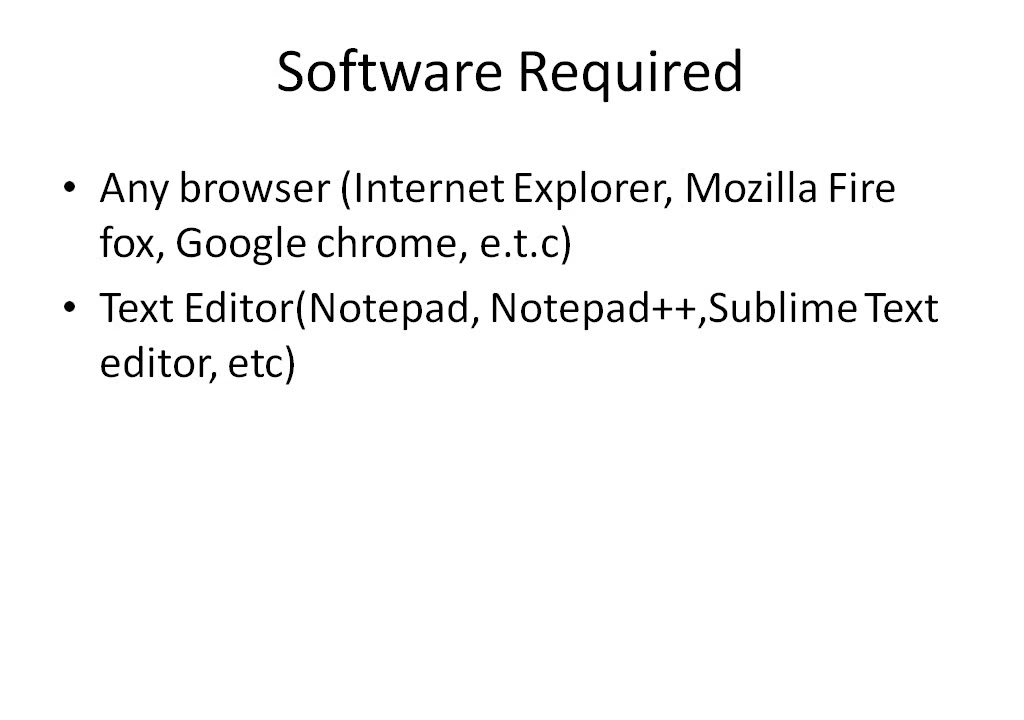 Software Required
• Any browser (Internet Explorer, Mozilla Fire
fox, Google chrome, e.t.c)
• Text Editor(Notepad, Notepad++,Sublime Text
editor, etc)